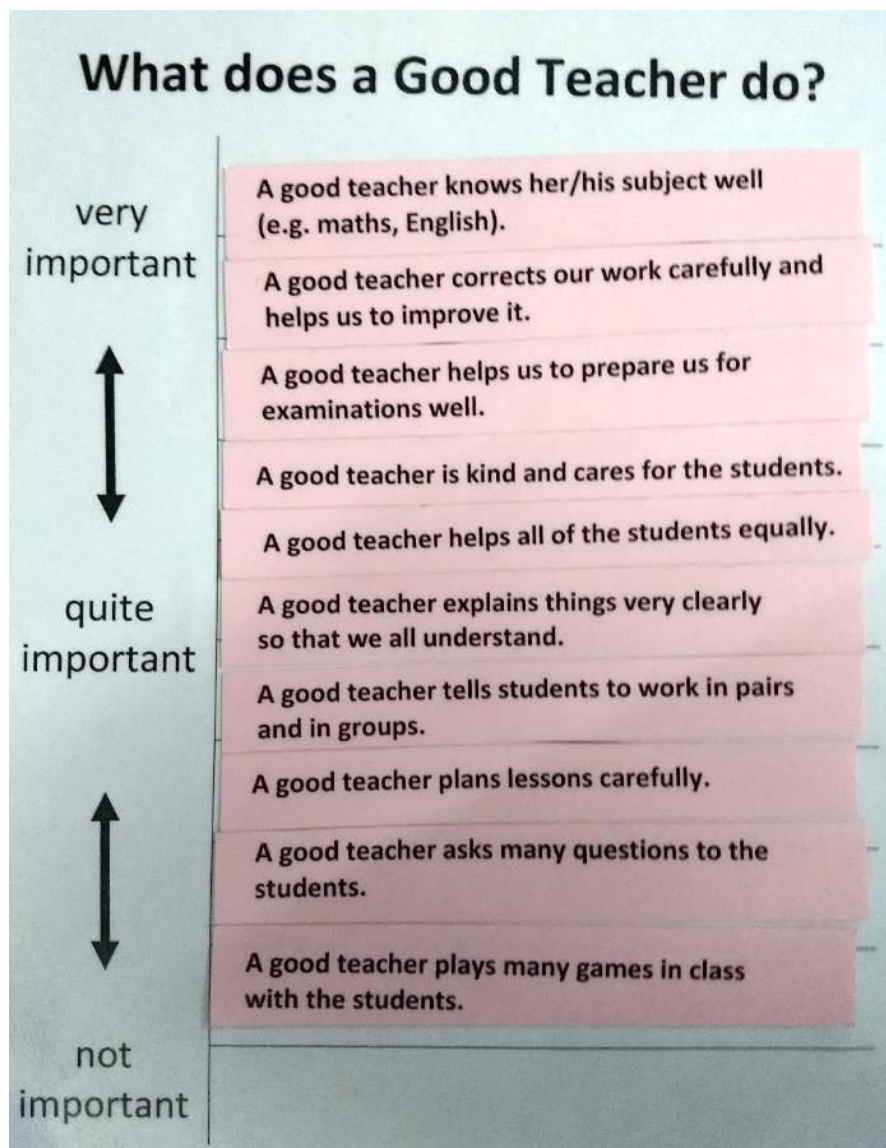 What does a Good Teacher do?
very
important
A good teacher knows her/his subject well
(e.g. maths, English).
A good teacher corrects our work carefully and
helps us to improve it.
A good teacher helps us to prepare us for
examinations well.
A good teacher is kind and cares for the students.
A good teacher helps all of the students equally.
quite
important
A good teacher explains things very clearly
so that we all understand.
A good teacher tells students to work in pairs
and in groups.
A good teacher plans lessons carefully.
A good teacher asks many questions to the
students.
A good teacher plays many games in class
with the students.
not
important